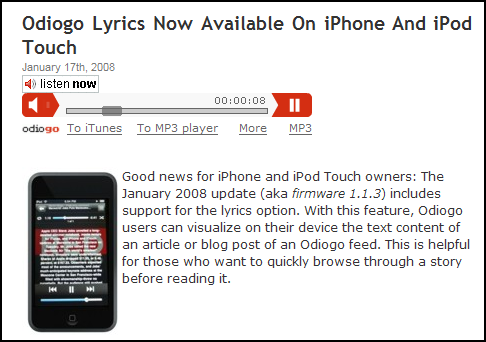 Odiogo Lyrics Now Available On iPhone And iPod
Touch
January 17th, 2008
listen now
00:00:08
odiogo To iTunes To MP3 player More MP3
Good news for iPhone and iPod Touch owners: The
January 2008 update (aka firmware 1.1.3) includes
support for the lyrics option. With this feature, Odiogo
users can visualize on their device the text content of
an article or blog post of an Odiogo feed. This is helpful
for those who want to quickly browse through a story
before reading it.